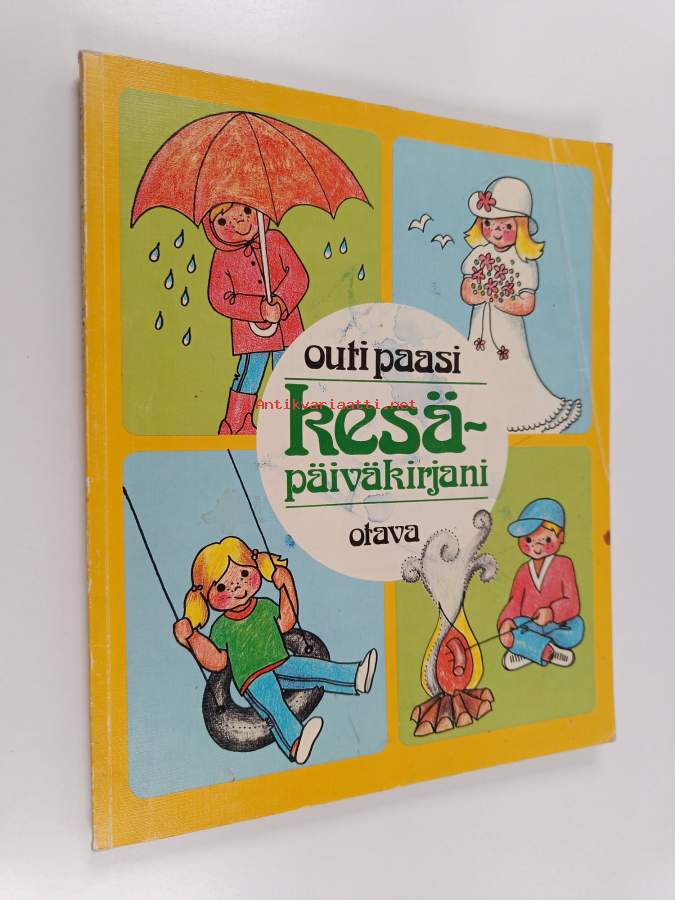 outi paasi
Antikvariaatti.net
kesä-
päiväkirjani
otava